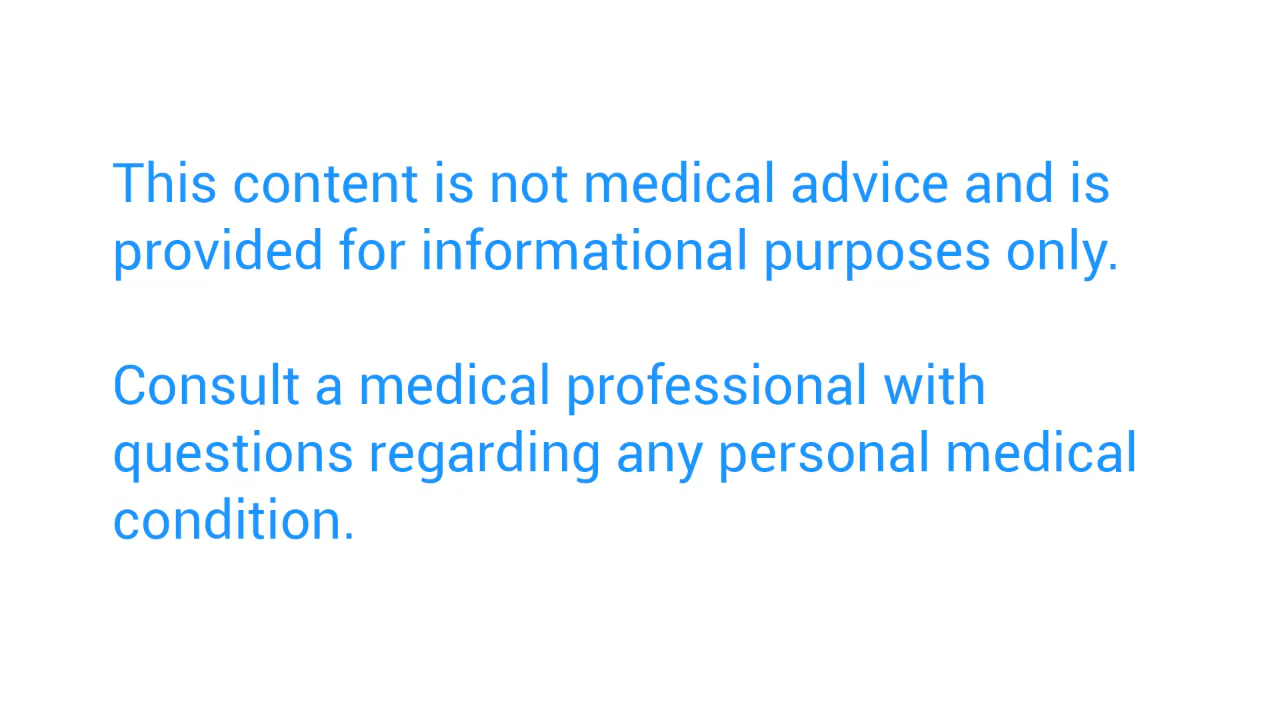 This content is not medical advice and is
provided for informational purposes only.
Consult a medical professional with
questions regarding any personal medical
condition.